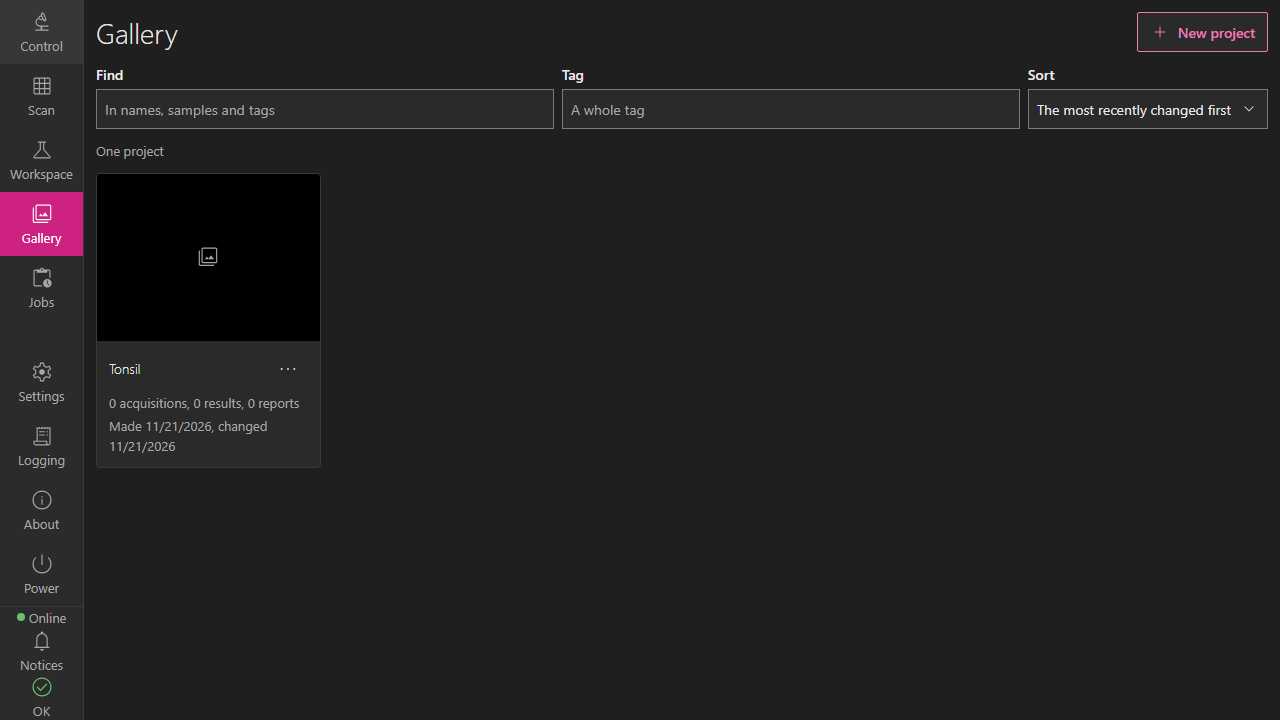 Control
Scan
Workspace
Gallery
Jobs
Settings
Logging
About
Power
Online
Notices
OK
Gallery
New project
Find
Tag
Sort
In names, samples and tags
A whole tag
The most recently changed first
One project
Tonsil
0 acquisitions, 0 results, 0 reports
Made 11/21/2026, changed
11/21/2026